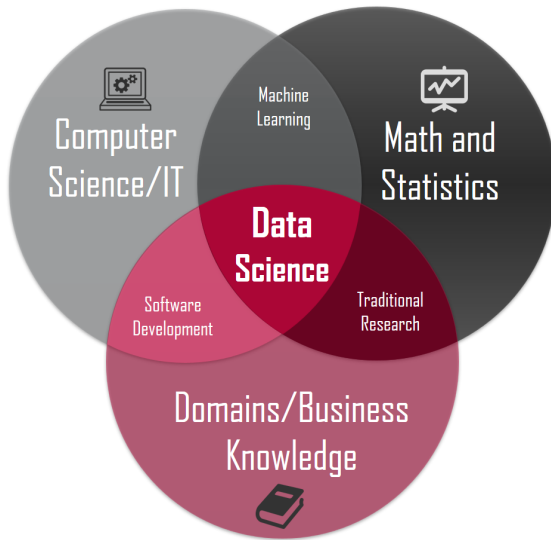 Machine
Learning
Computer
Science/IT
Math and
Statistics
Data
Science
Software
Development
Traditional
Research
Domains/Business
Knowledge